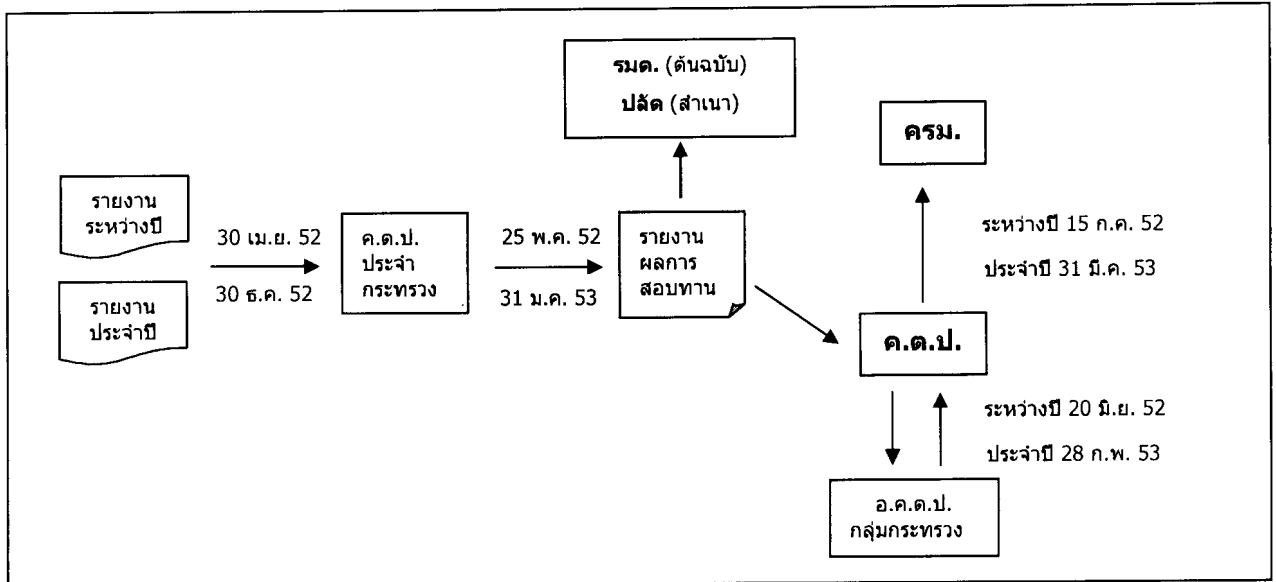 รมต. (ต้นฉบับ)
ปลัด (สำเนา)
ครม.
รายงาน
ระหว่างปี
30 เม.ย. 52
30 ธ.ค. 52
รายงาน
ประจำปี
ค.ต.ป.
ประจำ
กระทรวง
25 พ.ค. 52
31 ม.ค. 53
รายงาน
ผลการ
สอบทาน
ระหว่างปี 15 ก.ค. 52
ประจำปี 31 มี.ค. 53
ค.ต.ป.
ระหว่างปี 20 มิ.ย. 52
ประจำปี 28 ก.พ. 53
อ.ค.ต.ป.
กลุ่มกระทรวง